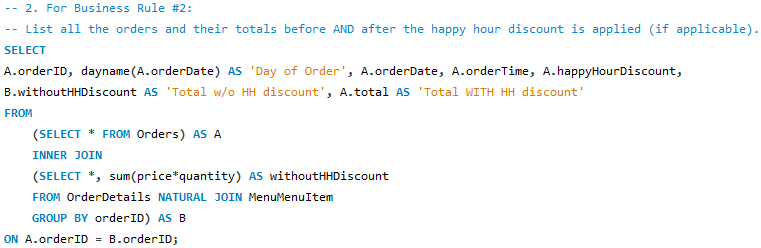 -- 2. For Business Rule #2:
-- List all the orders and their totals before AND after the happy hour discount is applied (if applicable).
SELECT
A.orderID, dayname(A.orderDate) AS 'Day of Order', A.orderDate, A.orderTime, A.happyHourDiscount,
B.withoutHHDiscount AS 'Total w/o HH discount', A.total AS 'Total WITH HH discount'
FROM
(SELECT * FROM Orders) AS A
INNER JOIN
(SELECT *, sum(price*quantity) AS withoutHHDiscount
FROM OrderDetails NATURAL JOIN MenuMenuItem
GROUP BY orderID) AS B
ON A.orderID = B.orderID;